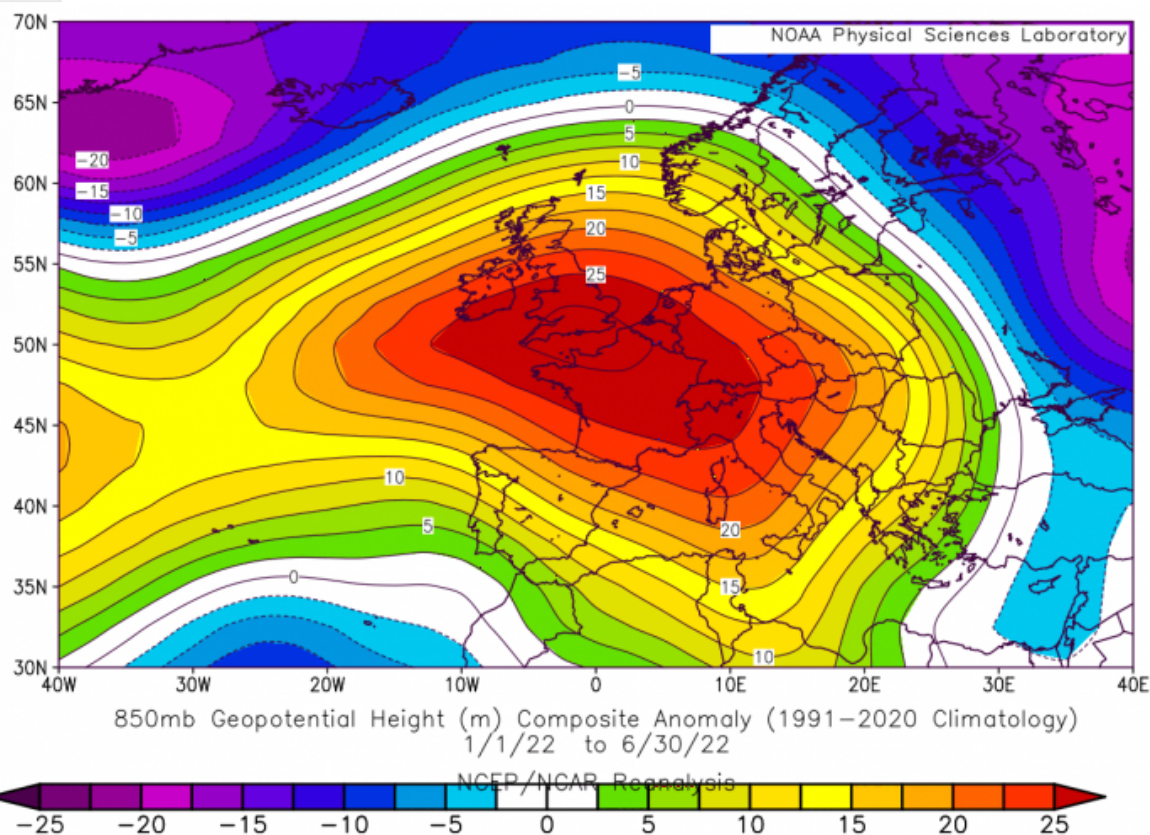 70N
NOAA Physical Sciences Laboratory
-5
65N
0
5
-20
10
60N
-15
15
-10
20
-5
55N
25
50N
45N
10
40N
5
20
35N
0
15
30N
10
40W 30W 20W 10W 0 10E 20E 30E 40E
850mb Geopotential Height (m) Composite Anomaly (1991-2020 Climatology)
1/1/22 to 6/30/22
NCEP/NCAR Reanalysis
-25 -20 -15 -10 -5 0 5 10 15 20 25